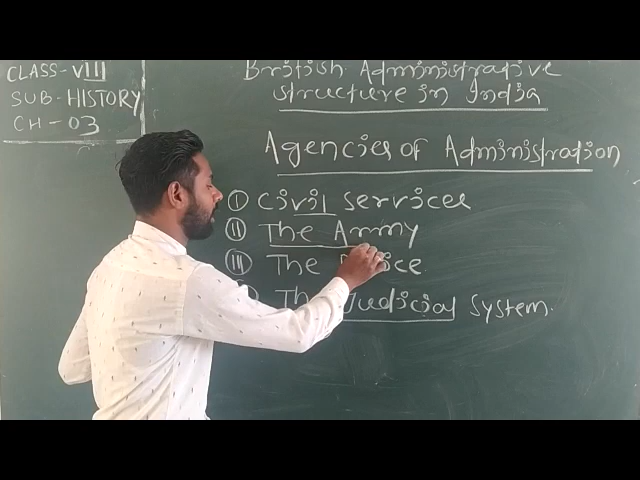 CLASS-VIII
SUB-HISTORY
CH-03
British Administrative
structure in India
Agencies of Administration
I Civil Services
II The Army
III The
The Judicial System.